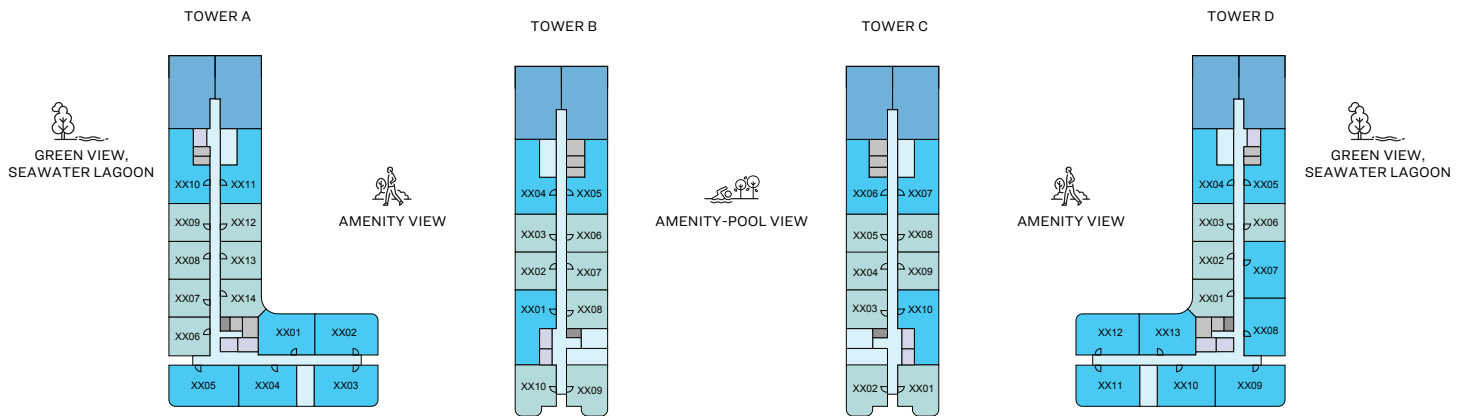 TOWER A
TOWER B
TOWER C
TOWER D
GREEN VIEW,
SEAWATER LAGOON
XX10
XX11
XX09
XX12
XX08
XX13
XX07
XX14
XX06
XX01
XX02
XX05
XX04
XX03
AMENITY VIEW
XX04
XX05
XX03
XX06
XX02
XX07
XX01
XX08
XX10
XX09
AMENITY-POOL VIEW
XX06
XX07
XX05
XX08
XX04
XX09
XX03
XX10
XX02
XX01
AMENITY VIEW
XX04
XX05
XX03
XX06
XX02
XX07
XX01
XX08
XX12
XX13
XX11
XX10
XX09
GREEN VIEW,
SEAWATER LAGOON